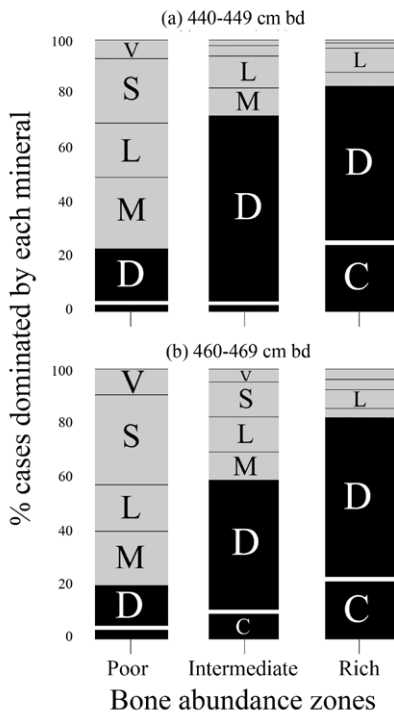 (a) 440-449 cm bd
100
80
60
40
20
0
V
S
L
M
D
L
M
D
L
D
C
(b) 460-469 cm bd
100
80
60
40
20
0
V
S
L
M
D
V
S
L
M
D
C
L
D
C
% cases dominated by each mineral
Poor Intermediate Rich
Bone abundance zones